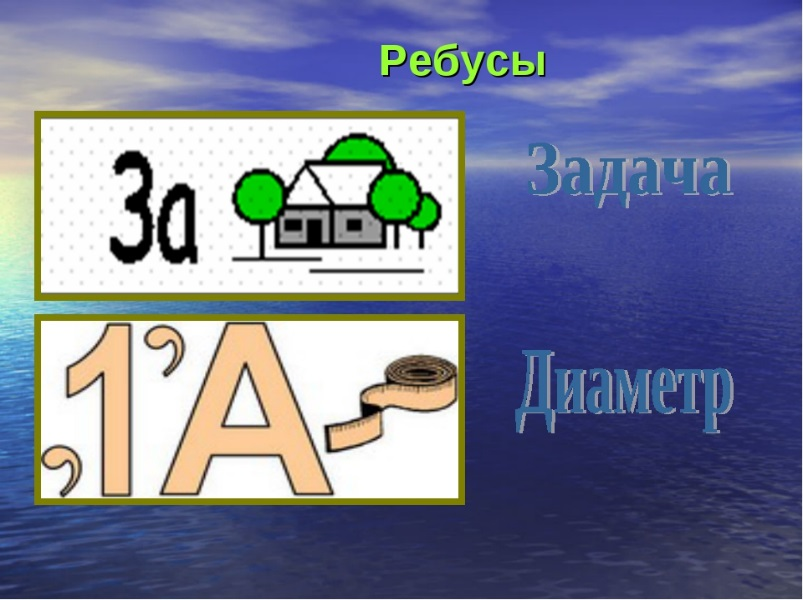 Ребусы
За
Задача
,1’А
Диаметр